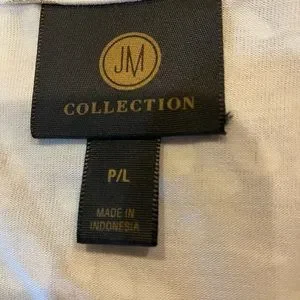 JM
COLLECTION
P/L
MADE IN
INDONESIA